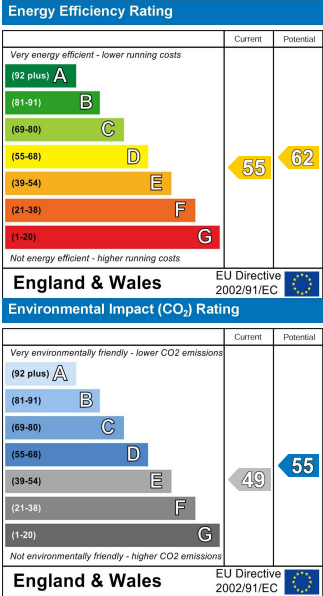 Energy Efficiency Rating
Current Potential
Very energy efficient - lower running costs
(92 plus) A
(81-91) B
(69-80) C
(55-68) D
(39-54) E
(21-38) F
(1-20) G
55
62
Not energy efficient - higher running costs
England & Wales
EU Directive
2002/91/EC
Environmental Impact (CO₂) Rating
Current Potential
Very environmentally friendly - lower CO2 emissions
(92 plus) A
(81-91) B
(69-80) C
(55-68) D
(39-54) E
(21-38) F
(1-20) G
49
55
Not environmentally friendly - higher CO2 emissions
England & Wales
EU Directive
2002/91/EC